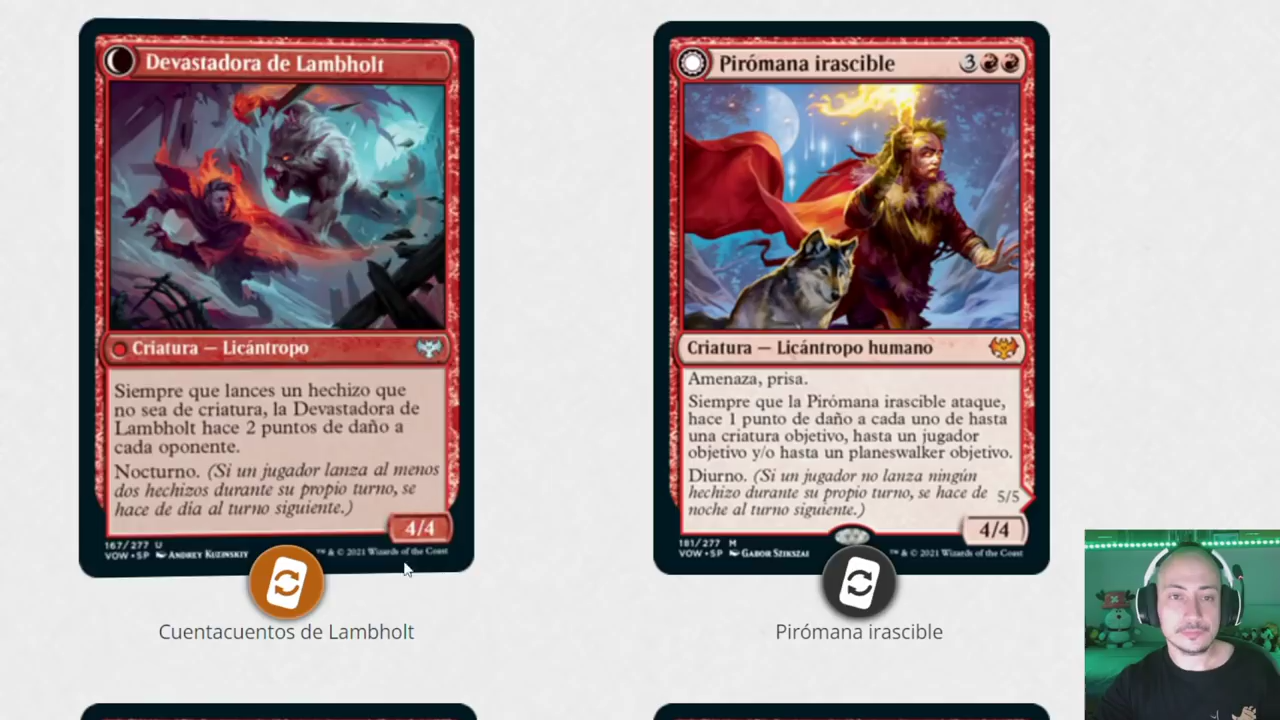 Devastadora de Lambholt
Criatura — Licántropo
Siempre que lances un hechizo que
no sea de criatura, la Devastadora de
Lambholt hace 2 puntos de daño a
cada oponente.
Nocturno. (Si un jugador lanza al menos
dos hechizos durante su propio turno, se
hace de día al turno siguiente.)
4/4
167/277 U
VOW • SP ANDREY KUZINSKIY ™ & © 2021 Wizards of the Coast
Cuentacuentos de Lambholt
Pirómana irascible 3
Criatura — Licántropo humano
Amenaza, prisa.
Siempre que la Pirómana irascible ataque,
hace 1 punto de daño a cada uno de hasta
una criatura objetivo, hasta un jugador
objetivo y/o hasta un planeswalker objetivo.
Diurno. (Si un jugador no lanza ningún
hechizo durante su propio turno, se hace de
noche al turno siguiente.)
5/5
4/4
181/277 M
VOW • SP GABOR SZIKSZAI ™ & © 2021 Wizards of the Coast
Pirómana irascible